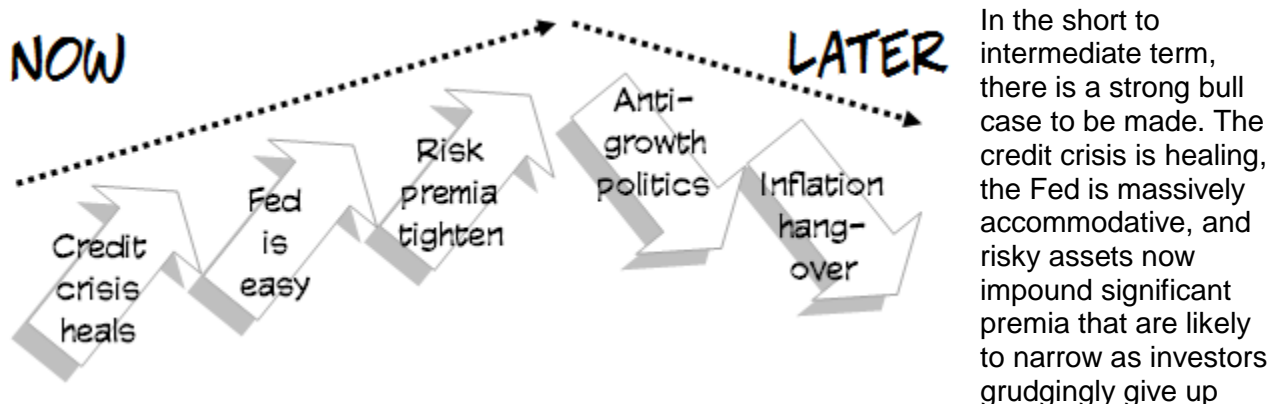 NOW
LATER
Credit
crisis
heals
Fed
is
easy
Risk
premia
tighten
Anti-
growth
politics
Inflation
hang-
over
In the short to
intermediate term,
there is a strong bull
case to be made. The
credit crisis is healing,
the Fed is massively
accommodative, and
risky assets now
impound significant
premia that are likely
to narrow as investors
grudgingly give up